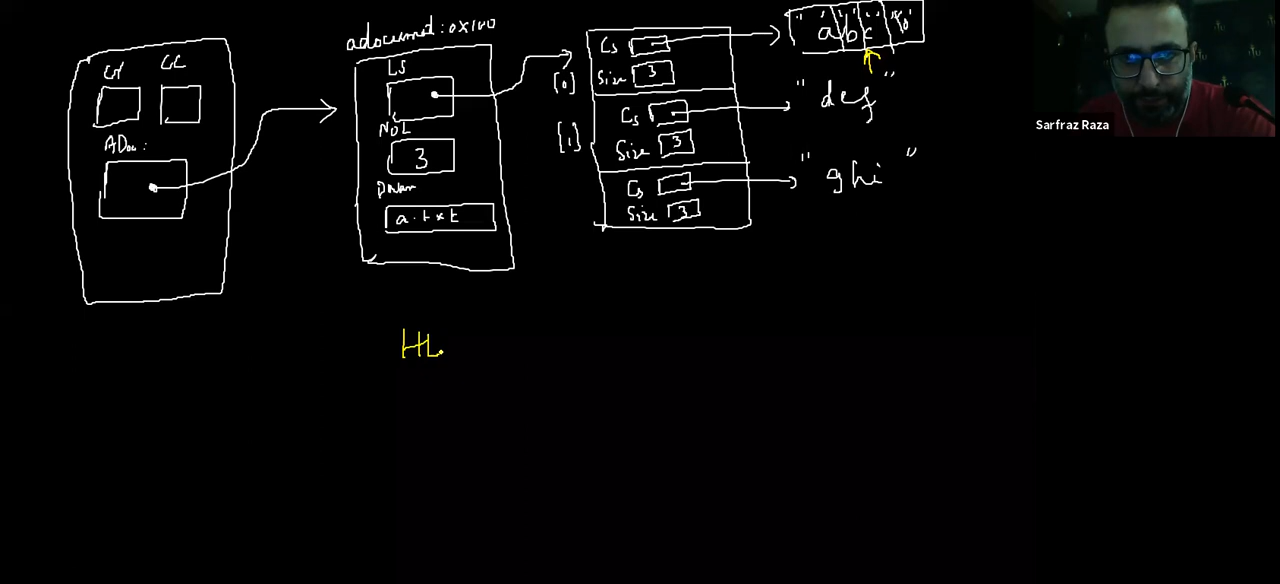 adocument: 0x100
LS
NOL
3
a.txt
[0]
[1]
Cs
Size 3
Cs
Size 3
Cs
Size 3
"abc" '\0'
"def"
"ghi"
ADoc:
HL
Sarfraz Raza